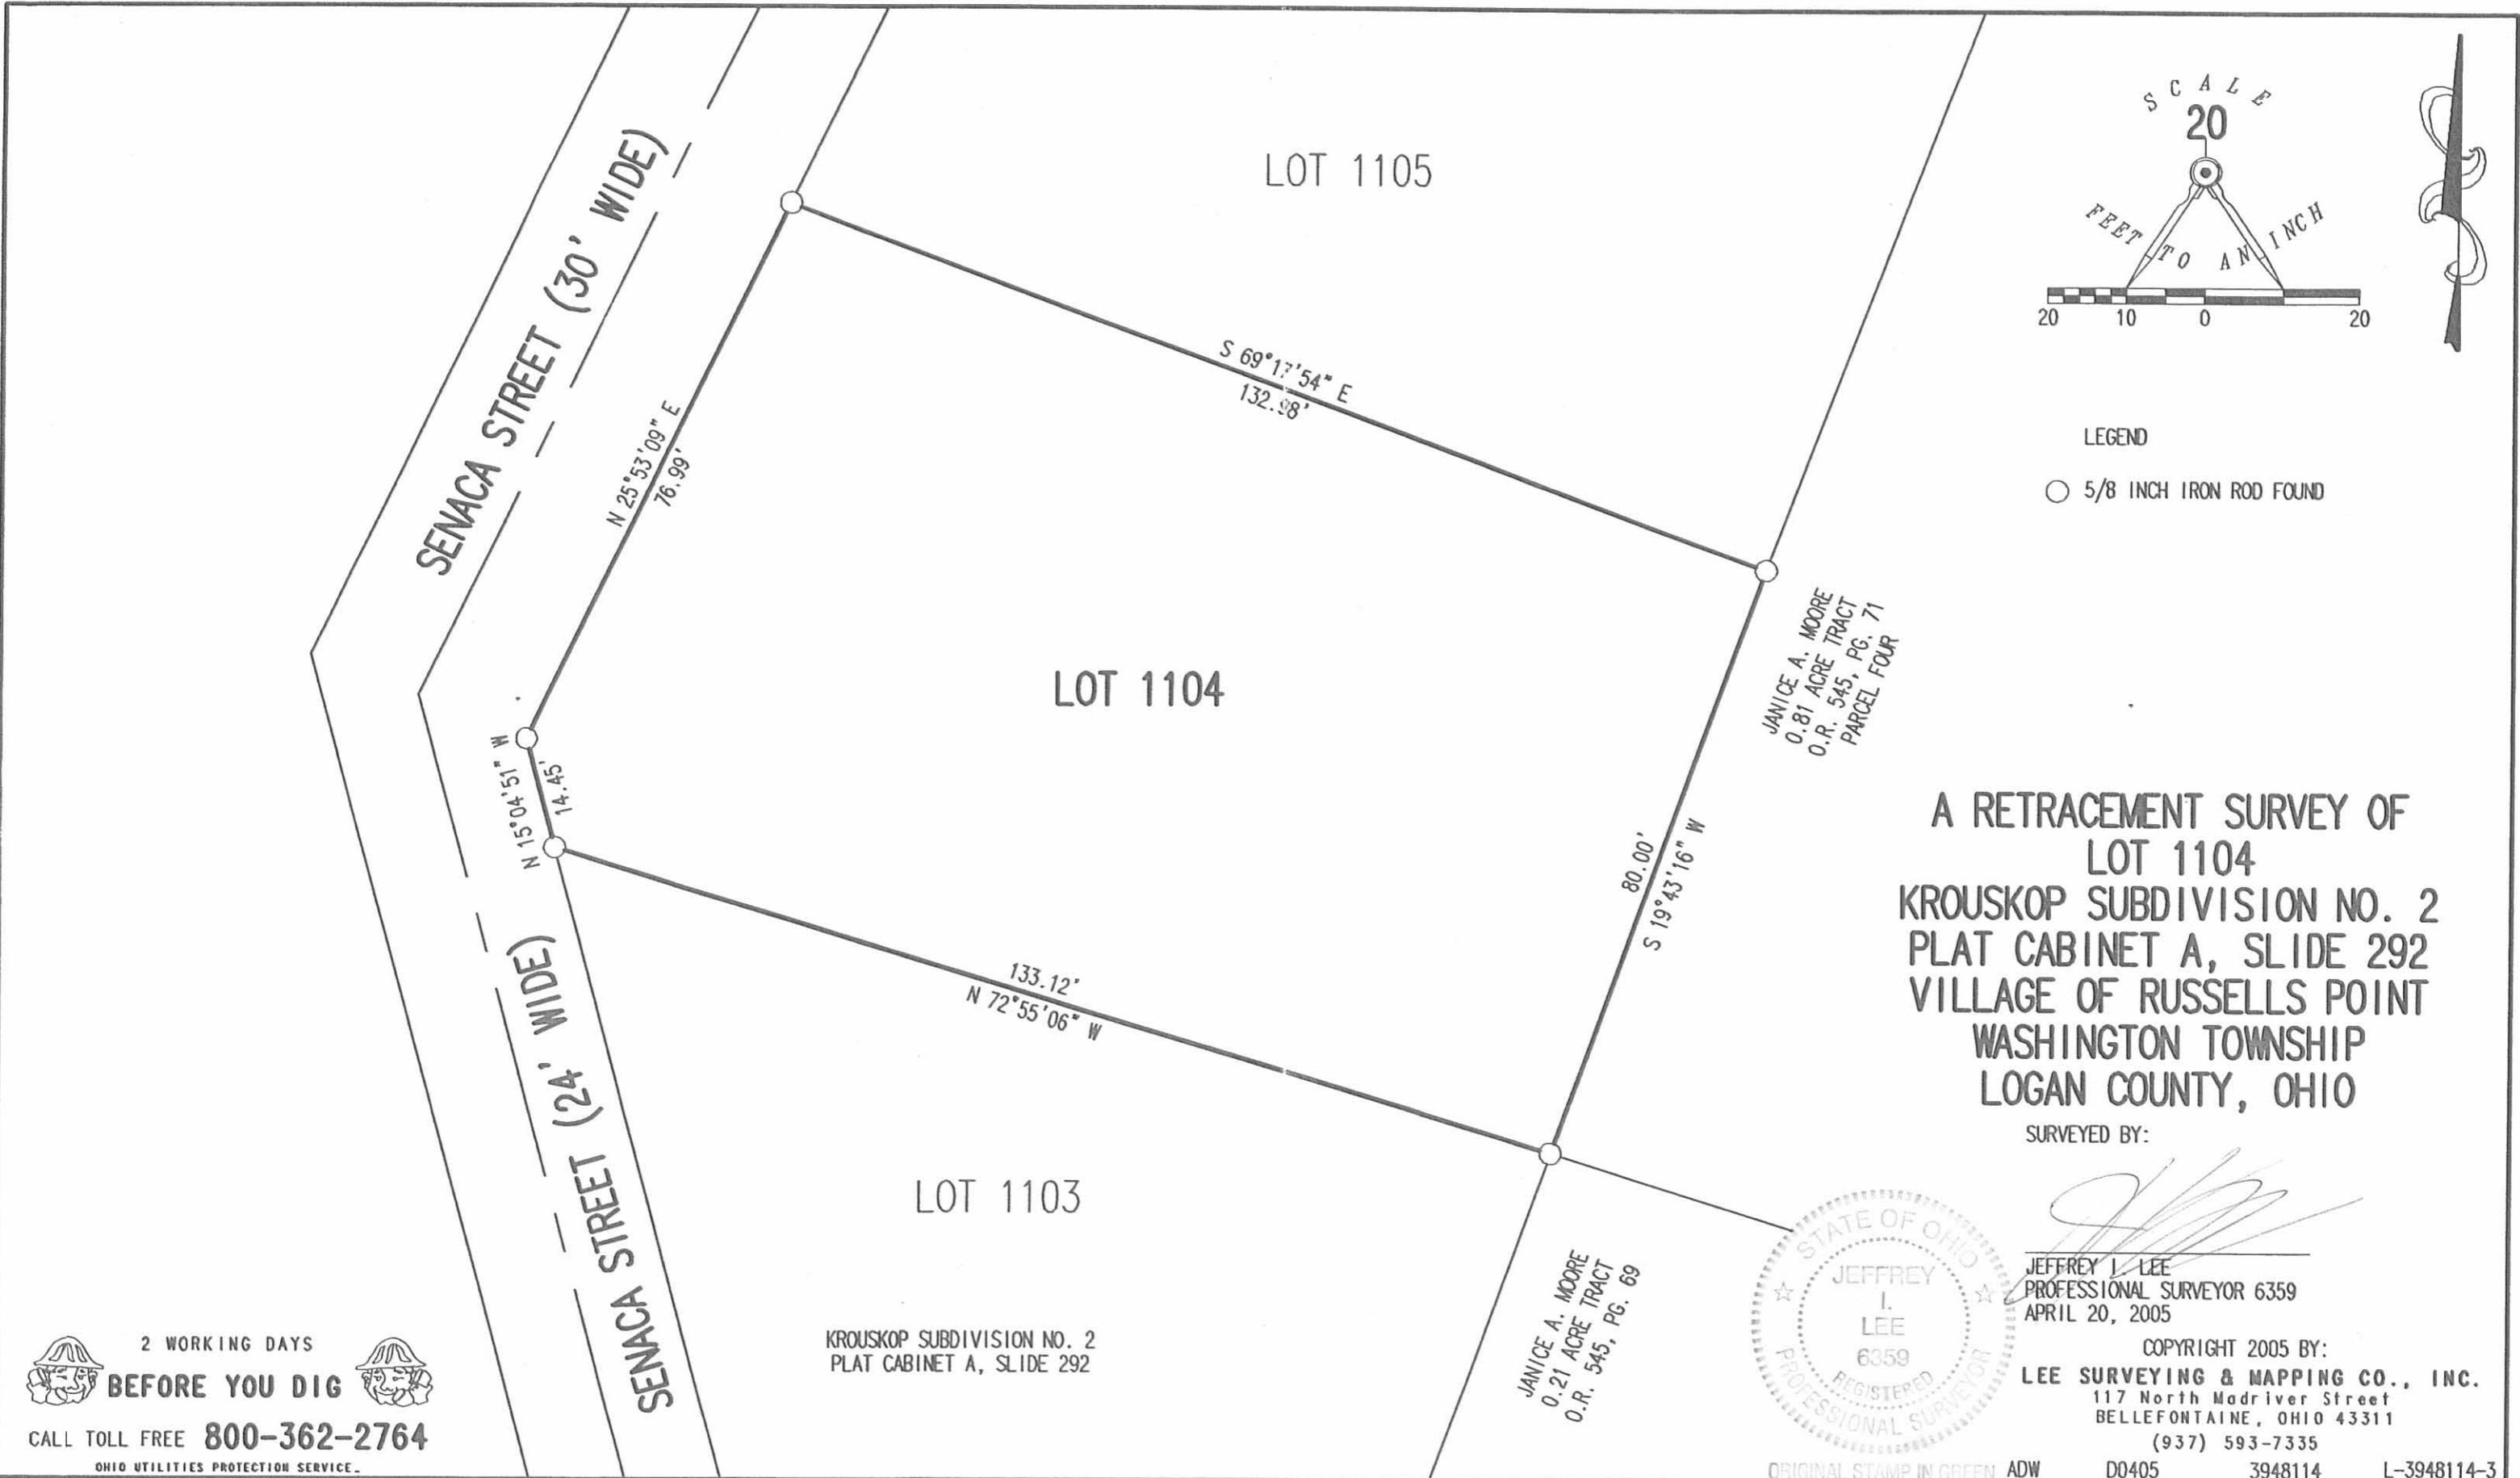 LOT 1105
SENACA STREET (30' WIDE)
S 69°17'54" E
N 25°53'09" E
76.99'
LOT 1104
JANICE A. MOORE
0.81 ACRE TRACT
O.R. 545, PG. 71
PARCEL FOUR
N 15°04'51" W
14.45'
80.00'
S 19°43'16" W
133.12'
N 72°55'06" W
SENACA STREET (24' WIDE)
LOT 1103
KROUSKOP SUBDIVISION NO. 2
PLAT CABINET A, SLIDE 292
JANICE A. MOORE
0.21 ACRE TRACT
O.R. 545, PG. 69
2 WORKING DAYS
BEFORE YOU DIG
CALL TOLL FREE 800-362-2764
OHIO UTILITIES PROTECTION SERVICE.
SCALE
20
FEET TO AN INCH
20 10 0 20
LEGEND
5/8 INCH IRON ROD FOUND
A RETRACEMENT SURVEY OF
LOT 1104
KROUSKOP SUBDIVISION NO. 2
PLAT CABINET A, SLIDE 292
VILLAGE OF RUSSELLS POINT
WASHINGTON TOWNSHIP
LOGAN COUNTY, OHIO
SURVEYED BY:
JEFFREY I. LEE
PROFESSIONAL SURVEYOR 6359
APRIL 20, 2005
STATE OF OHIO
JEFFREY
I.
LEE
6359
REGISTERED
PROFESSIONAL SURVEYOR
ORIGINAL STAMP IN GREEN
COPYRIGHT 2005 BY:
LEE SURVEYING & MAPPING CO., INC.
117 North Madriver Street
BELLEFONTAINE, OHIO 43311
(937) 593-7335
ADW D0405 3948114 L-3948114-3